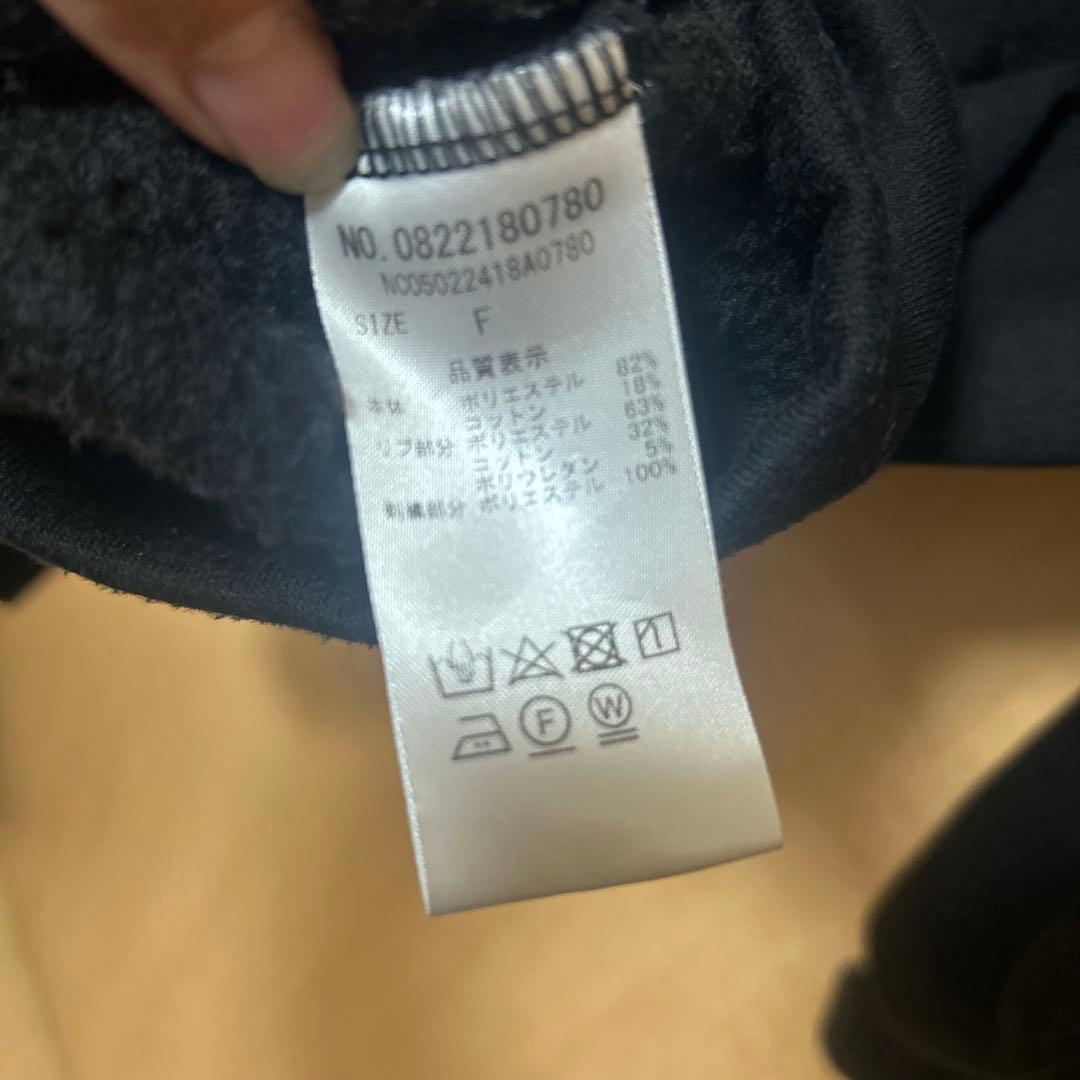 NO. 0822180780
NC05022418A0780
SIZE F
品質表示
本体 ポリエステル 82%
コットン 18%
リブ部分 ポリエステル 63%
コットン 32%
ポリウレタン 5%
刺繍部分 ポリエステル 100%
F W